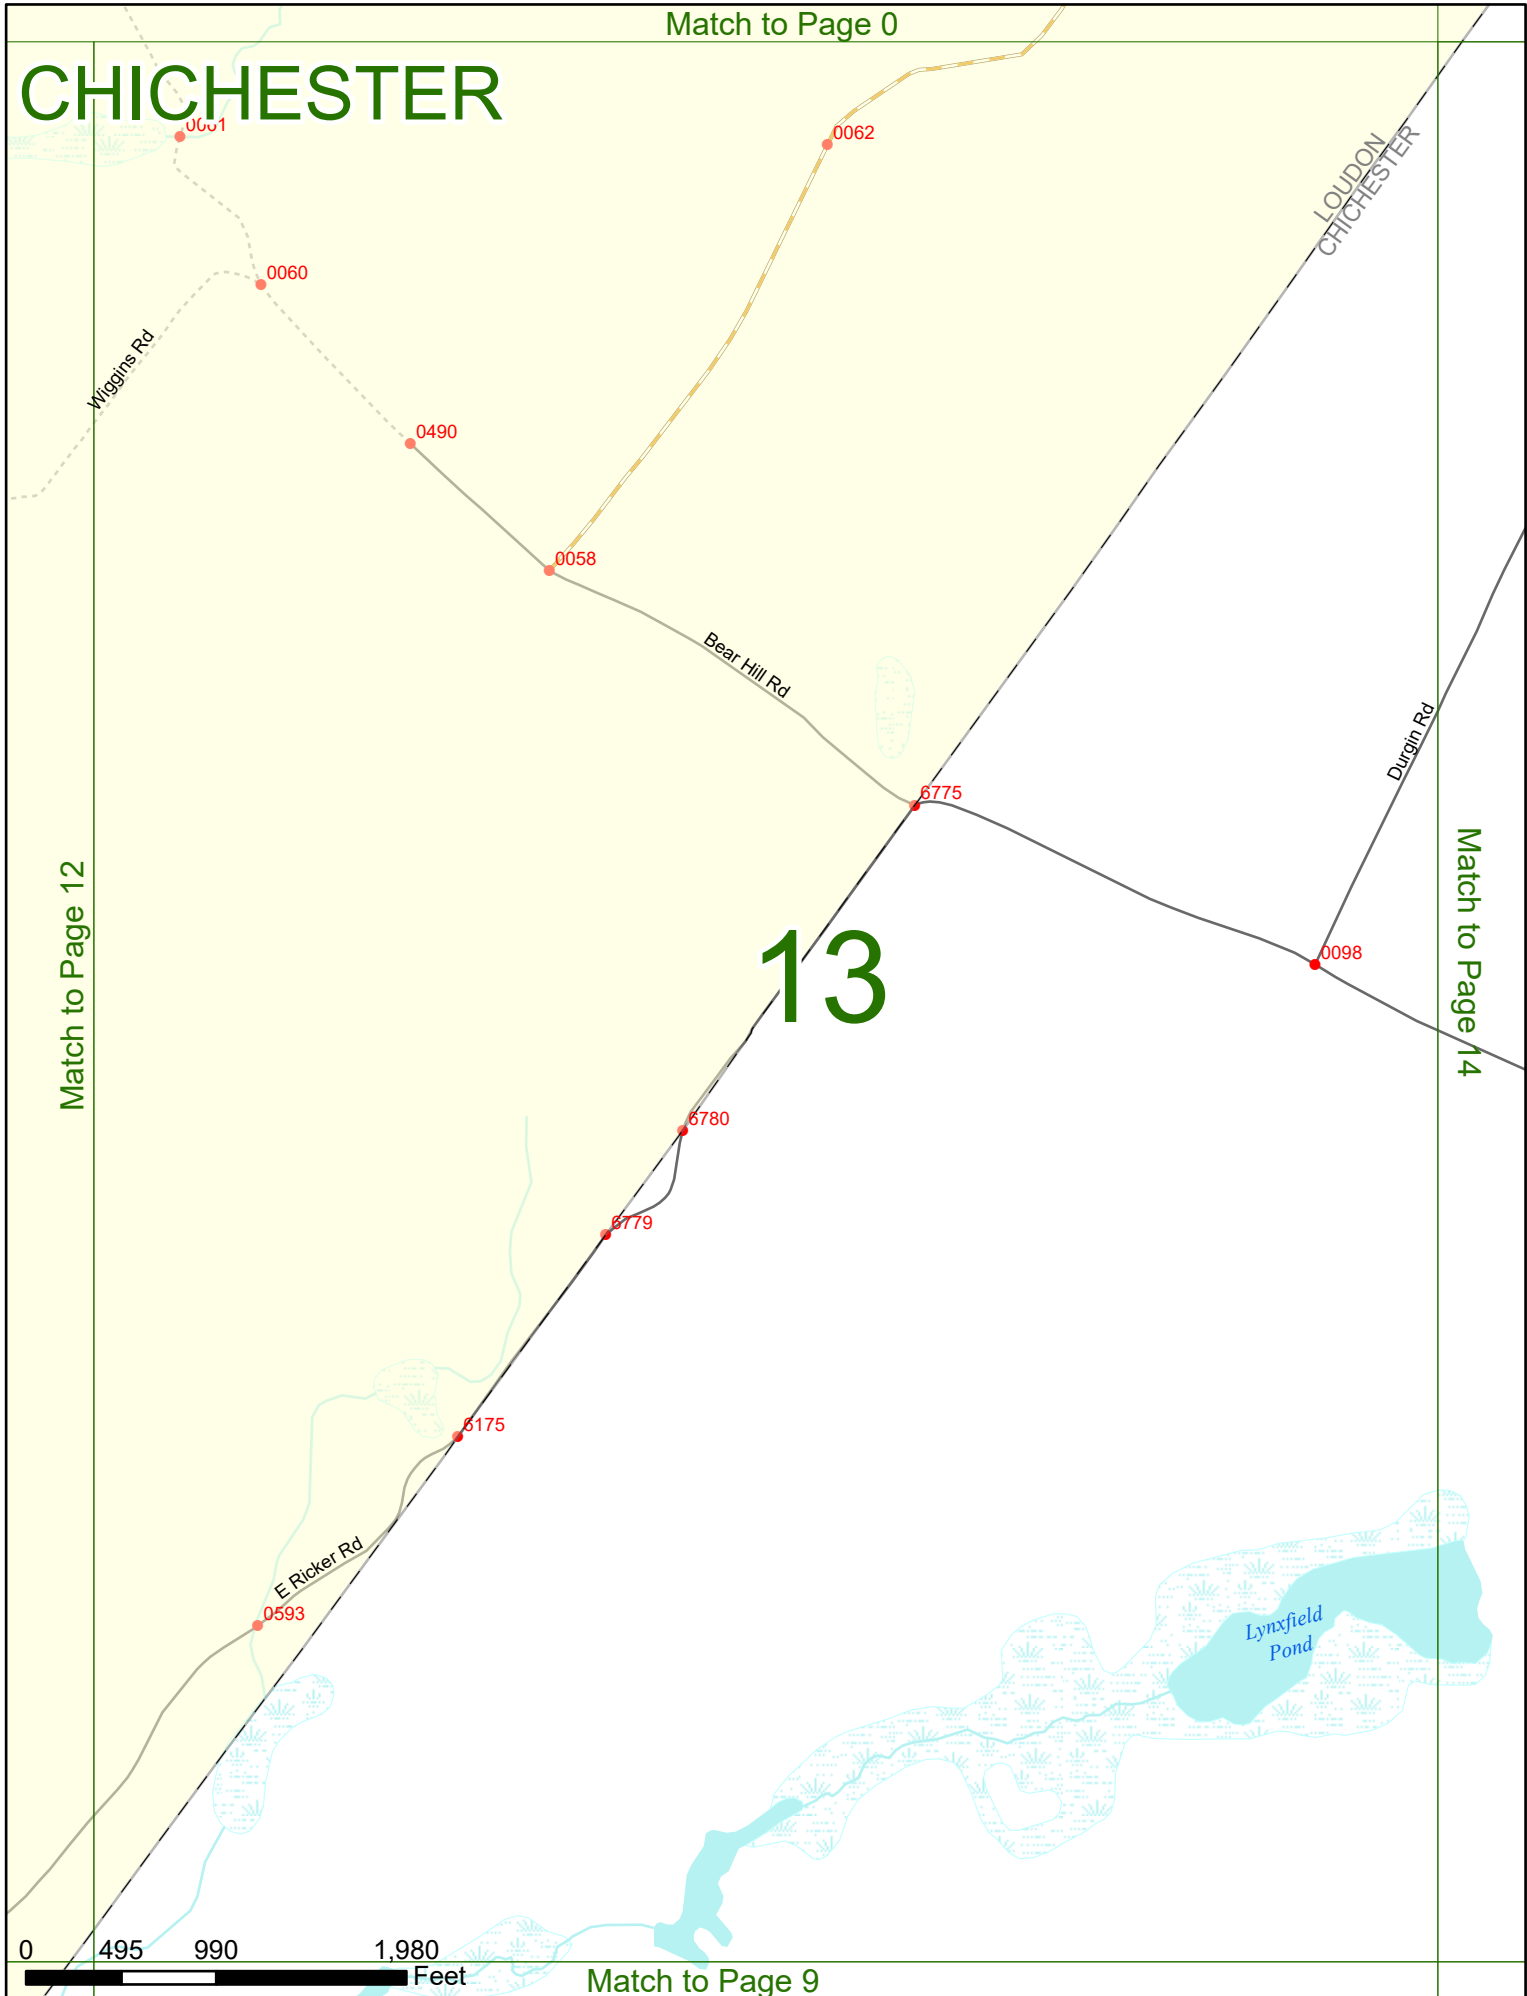 Match to Page 0
CHICHESTER
0061
0062
LOUDON
CHICHESTER
0060
Wiggins Rd
0490
0058
Bear Hill Rd
Durgin Rd
6775
Match to Page 12
13
Match to Page 14
0098
6780
6779
6175
E Ricker Rd
0593
Lynxfield
Pond
0 495 990 1,980
Feet
Match to Page 9